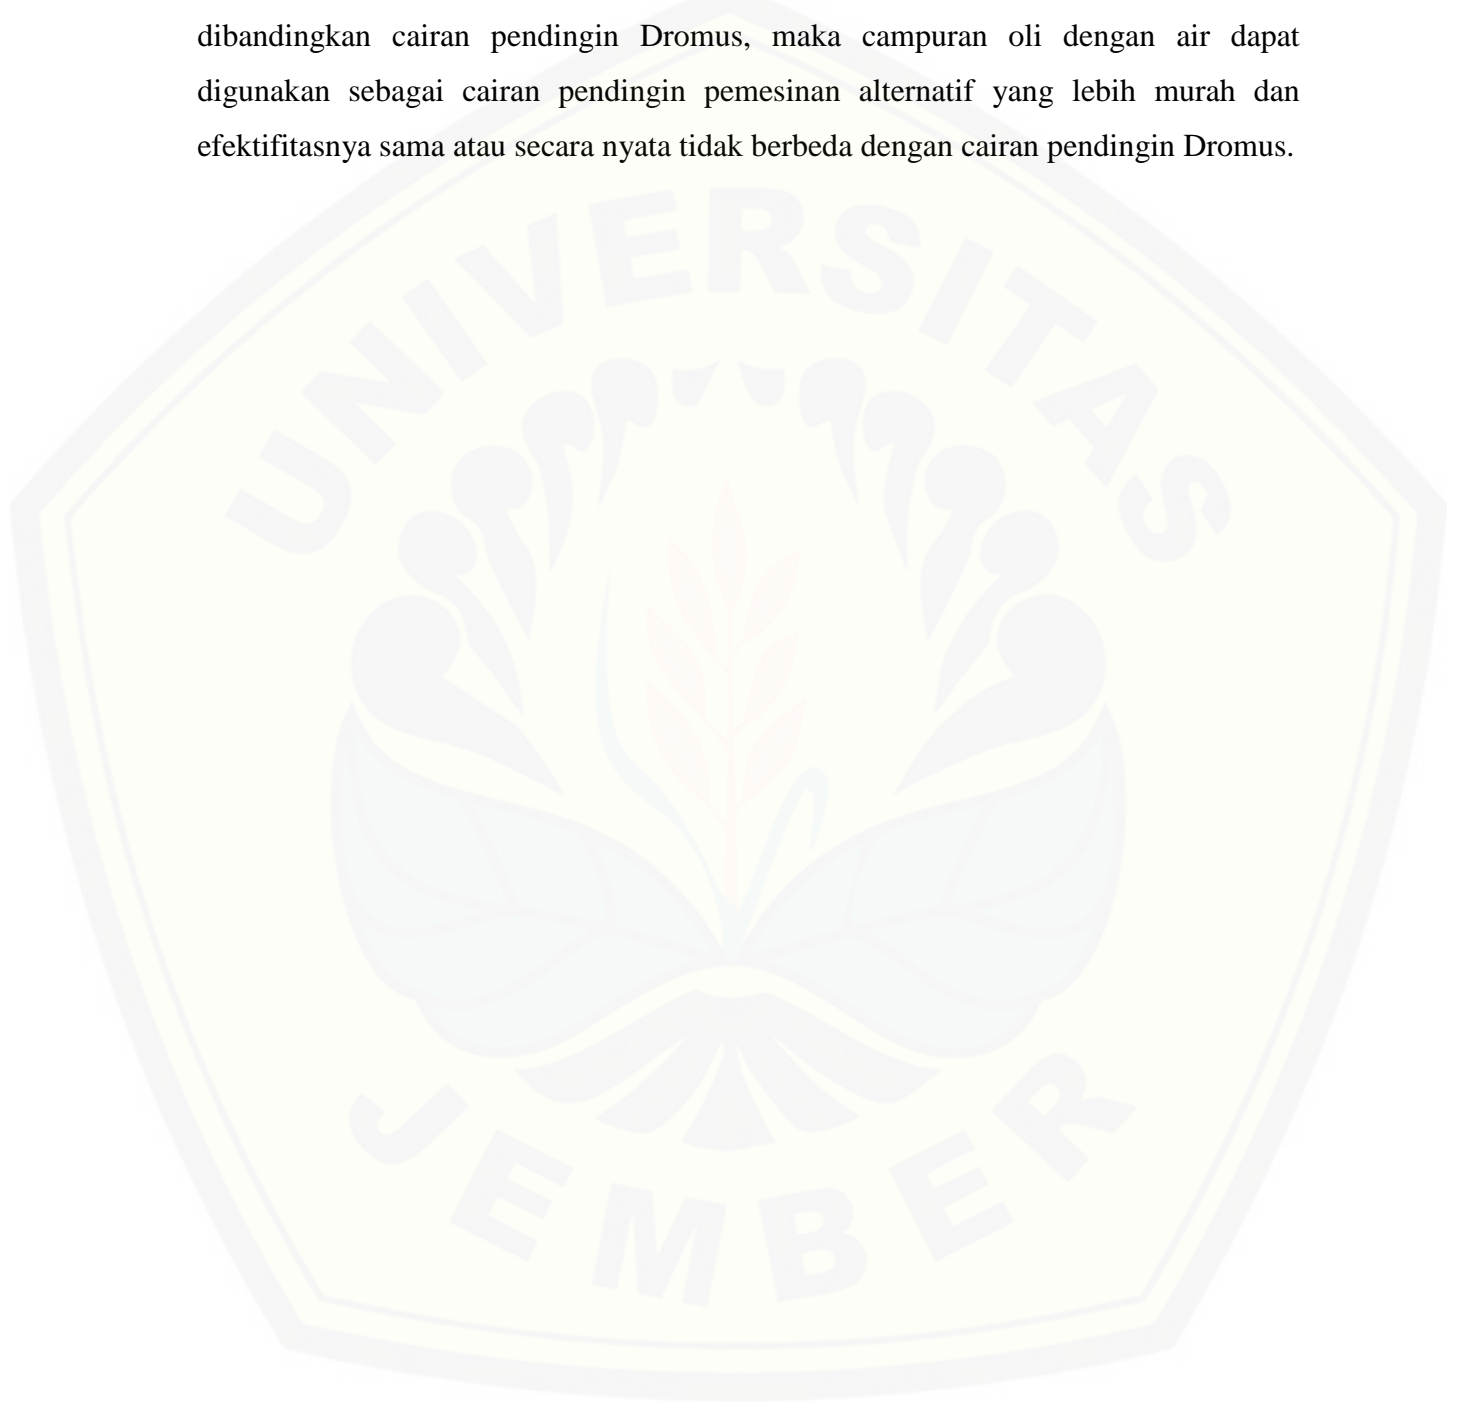 dibandingkan cairan pendingin Dromus, maka campuran oli dengan air dapat
digunakan sebagai cairan pendingin pemesinan alternatif yang lebih murah dan
efektifitasnya sama atau secara nyata tidak berbeda dengan cairan pendingin Dromus.
UNIVERSITAS
JEMBER